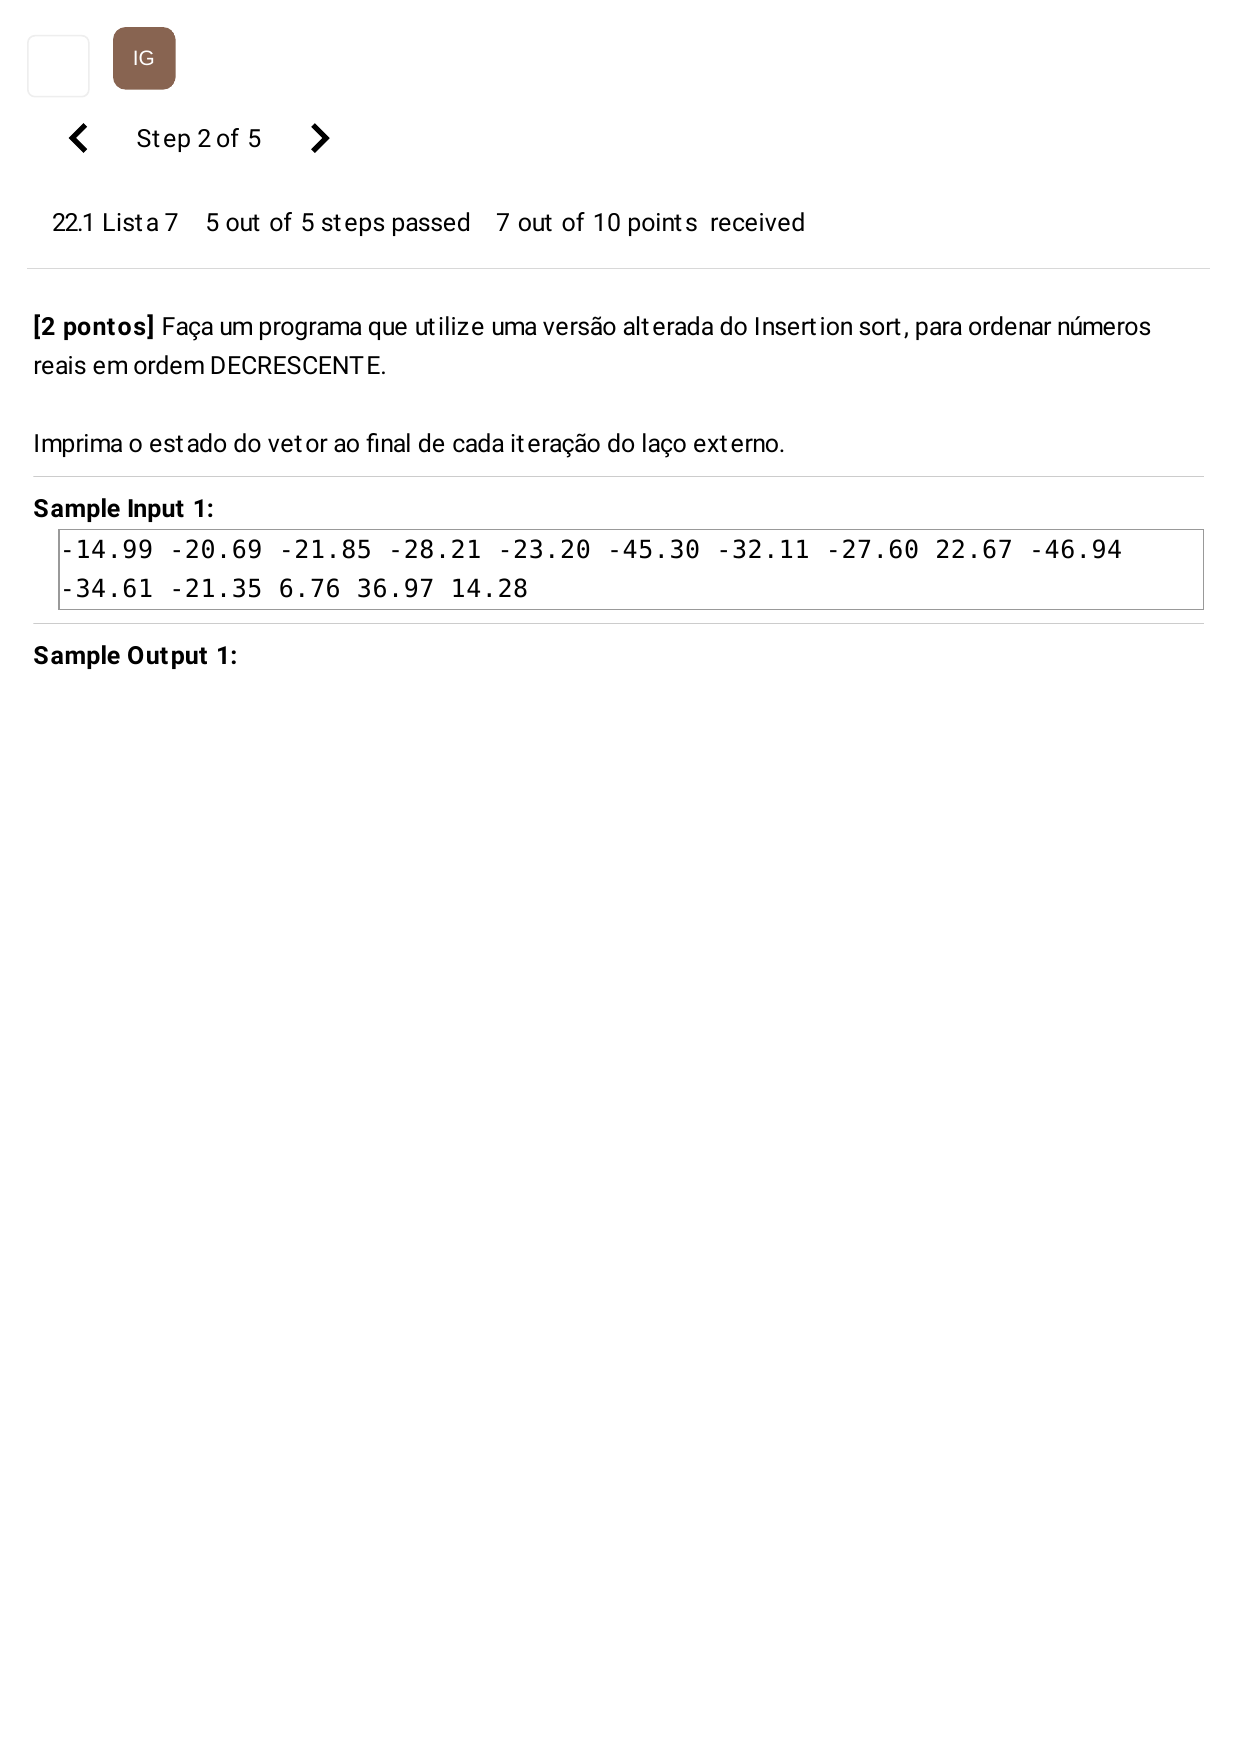 IG
Step 2 of 5
22.1 Lista 7 5 out of 5 steps passed 7 out of 10 points received
[2 pontos] Faça um programa que utilize uma versão alterada do Insertion sort, para ordenar números
reais em ordem DECRESCENTE.
Imprima o estado do vetor ao final de cada iteração do laço externo.
Sample Input 1:
-14.99 -20.69 -21.85 -28.21 -23.20 -45.30 -32.11 -27.60 22.67 -46.94
-34.61 -21.35 6.76 36.97 14.28
Sample Output 1: